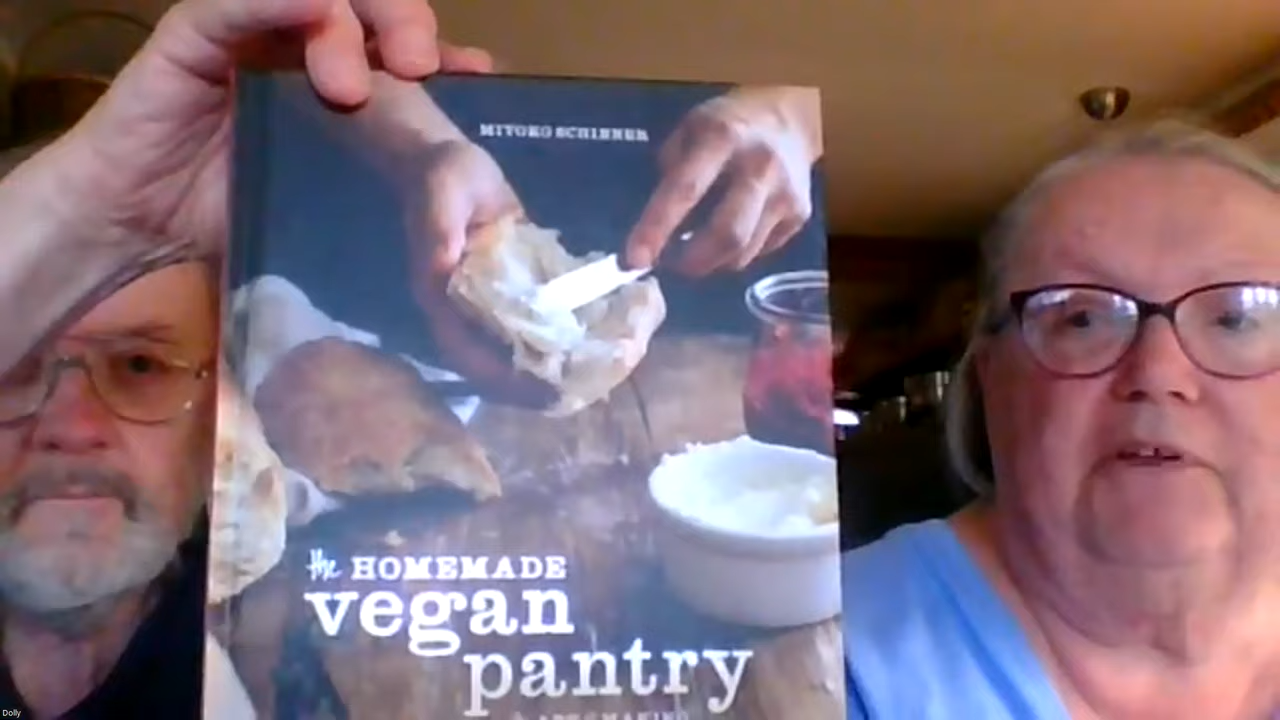 MIYOKO SCHINNER
the HOMEMADE
vegan
pantry
Dolly